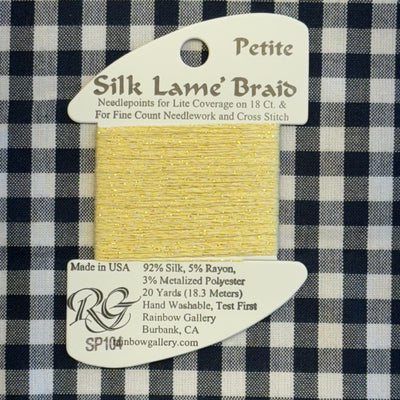 Petite
Silk Lamé Braid
Needlepoints for Lite Coverage on 18 Ct. &
For Fine Count Needlework and Cross Stitch
Made in USA
92% Silk, 5% Rayon,
3% Metalized Polyester
20 Yards (18.3 Meters)
Hand Washable, Test First
Rainbow Gallery
Burbank, CA
RG
SP104
rainbowgallery.com